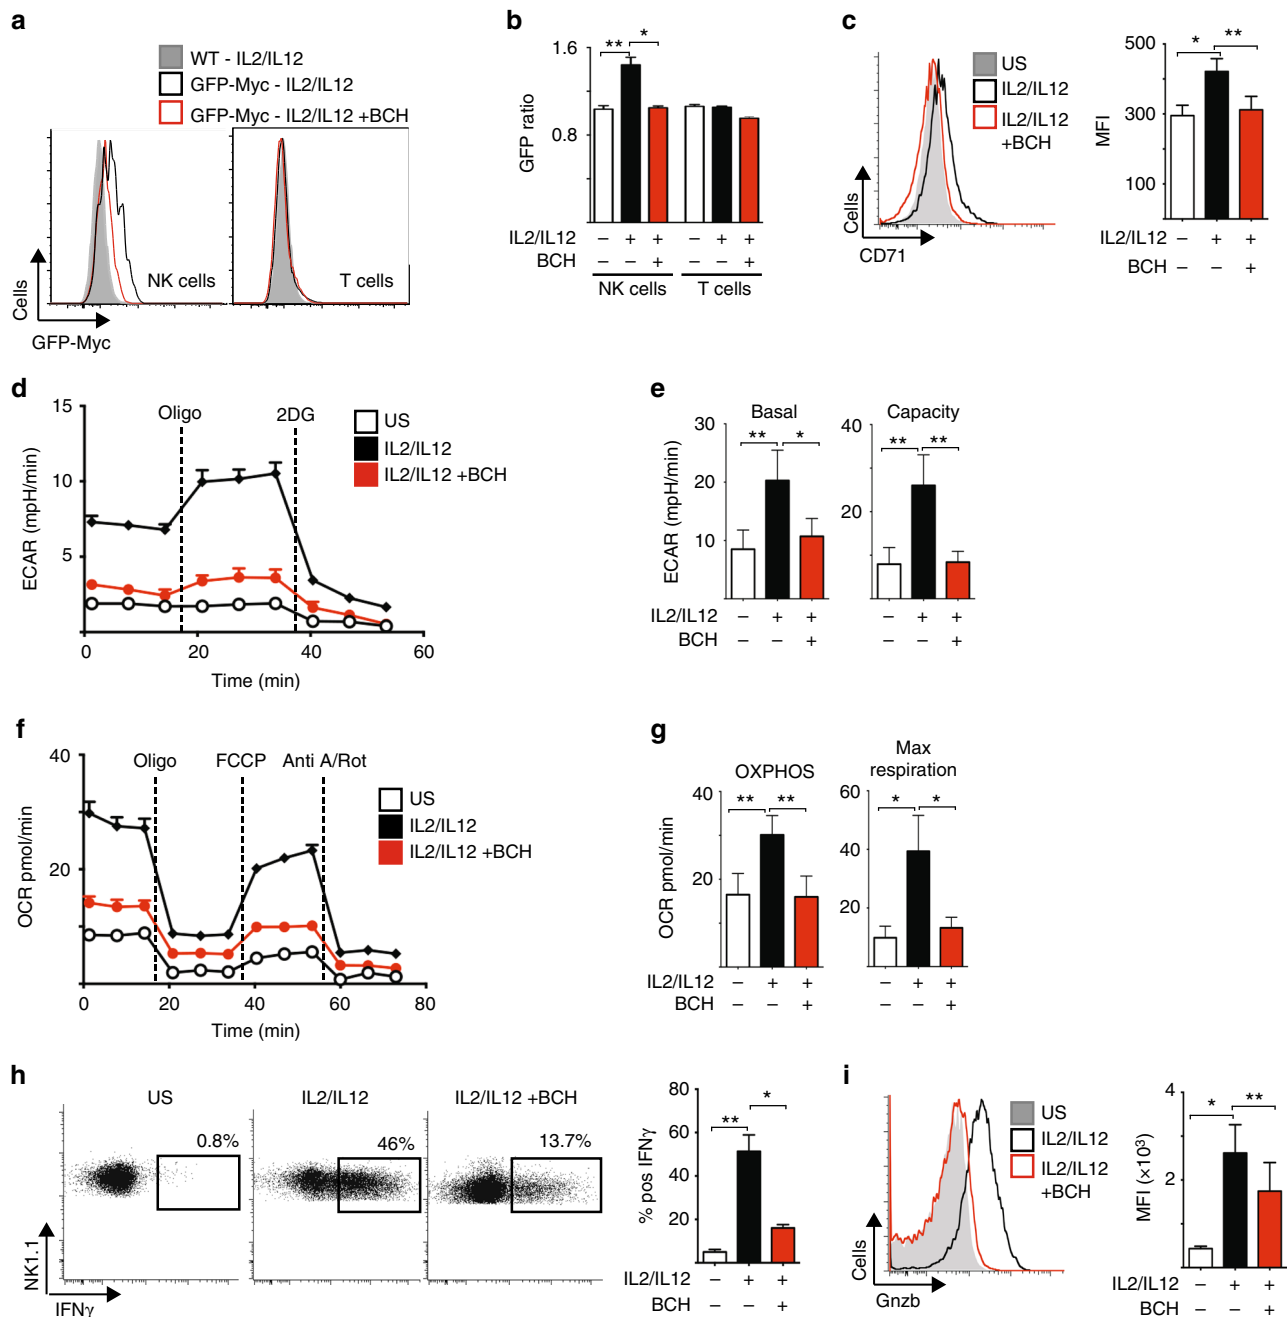 a
WT - IL2/IL12
GFP-Myc - IL2/IL12
GFP-Myc - IL2/IL12 +BCH
NK cells
T cells
Cells
GFP-Myc
b
GFP ratio
1.6
0.8
** *
IL2/IL12 – + + – + +
BCH – – + – – +
NK cells T cells
c
US
IL2/IL12
IL2/IL12
+BCH
Cells
CD71
MFI
500
300
100
* **
IL2/IL12 – + +
BCH – – +
d
ECAR (mpH/min)
15
10
5
Oligo 2DG
US
IL2/IL12
IL2/IL12 +BCH
0 20 40 60
Time (min)
e
Basal
ECAR (mpH/min)
30
20
10
** *
Capacity
40
20
** **
IL2/IL12 – + + – + +
BCH – – + – – +
f
OCR pmol/min
40
20
Oligo FCCP Anti A/Rot
US
IL2/IL12
IL2/IL12 +BCH
0 20 40 60 80
Time (min)
g
OXPHOS
OCR pmol/min
40
20
** **
Max
respiration
60
40
20
* *
IL2/IL12 – + + – + +
BCH – – + – – +
h
US IL2/IL12 IL2/IL12 +BCH
0.8% 46% 13.7%
NK1.1
IFNγ
% pos IFNγ
80
60
40
20
** *
IL2/IL12 – + +
BCH – – +
i
US
IL2/IL12
IL2/IL12
+BCH
Cells
Gnzb
MFI (×10³)
4
2
* **
IL2/IL12 – + +
BCH – – +